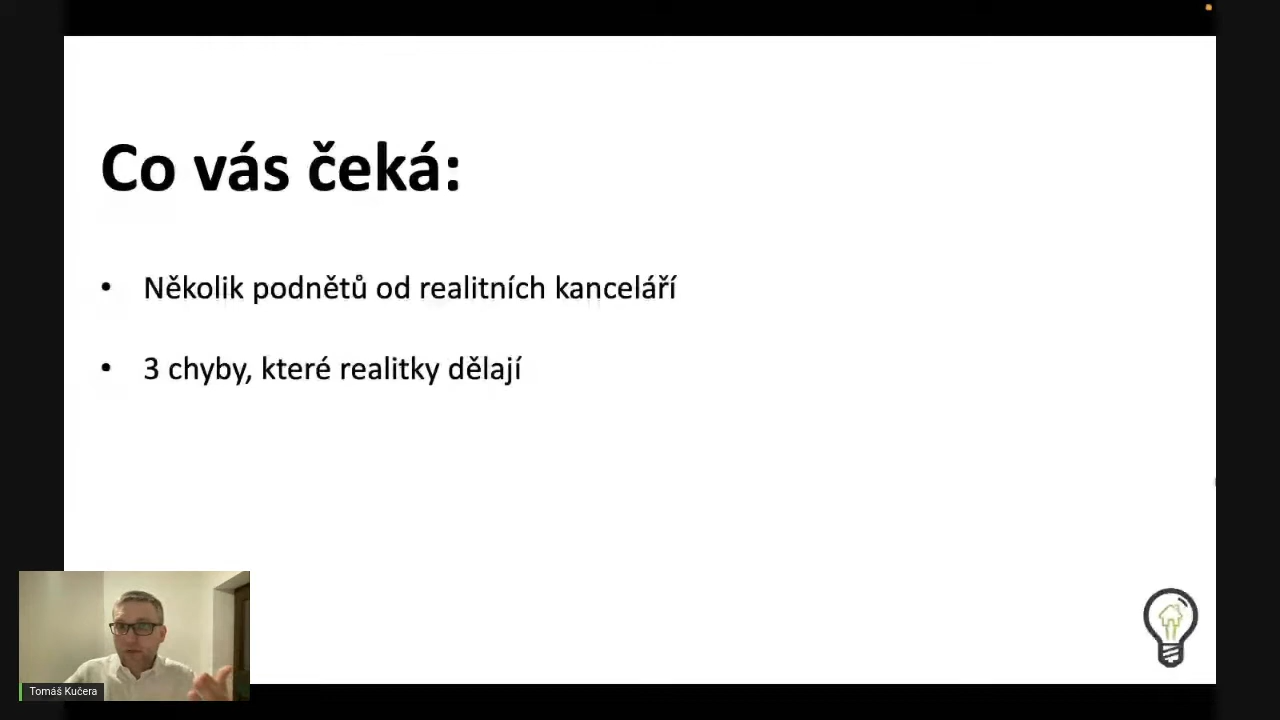 Co vás čeká:
• Několik podnětů od realitních kanceláří
• 3 chyby, které realitky dělají
Tomáš Kučera